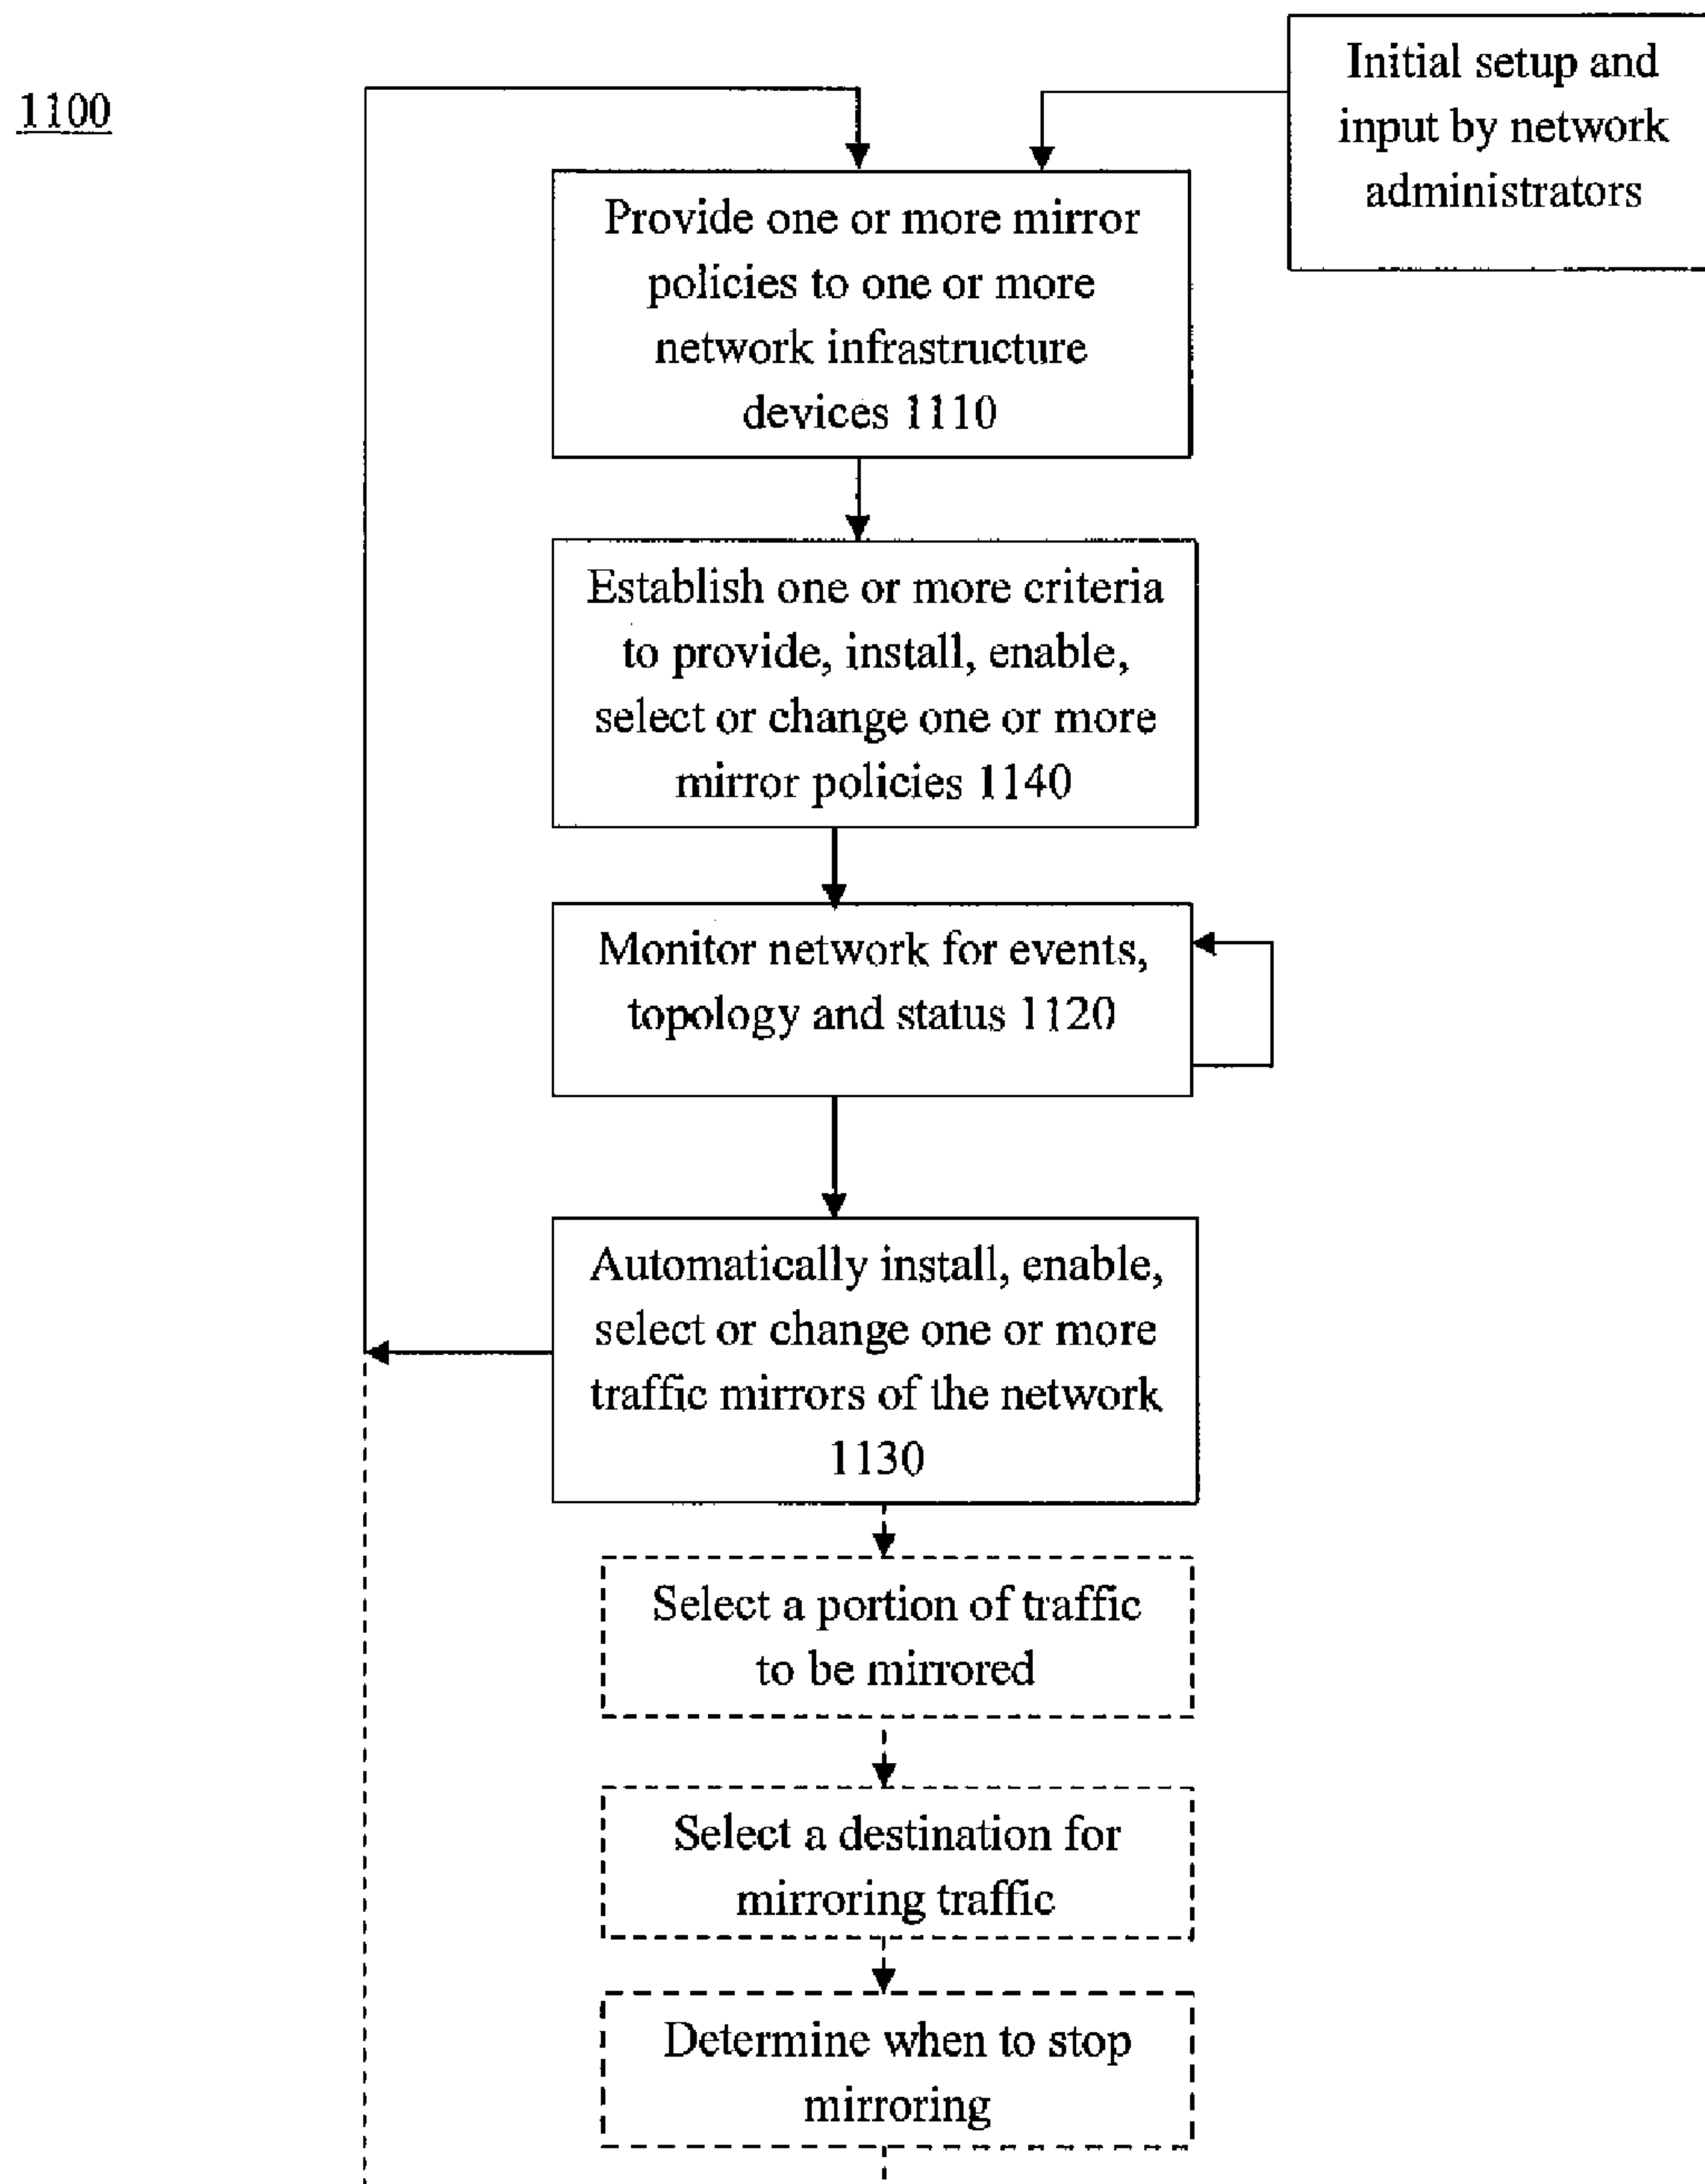 1100
Initial setup and
input by network
administrators
Provide one or more mirror
policies to one or more
network infrastructure
devices 1110
Establish one or more criteria
to provide, install, enable,
select or change one or more
mirror policies 1140
Monitor network for events,
topology and status 1120
Automatically install, enable,
select or change one or more
traffic mirrors of the network
1130
Select a portion of traffic
to be mirrored
Select a destination for
mirroring traffic
Determine when to stop
mirroring